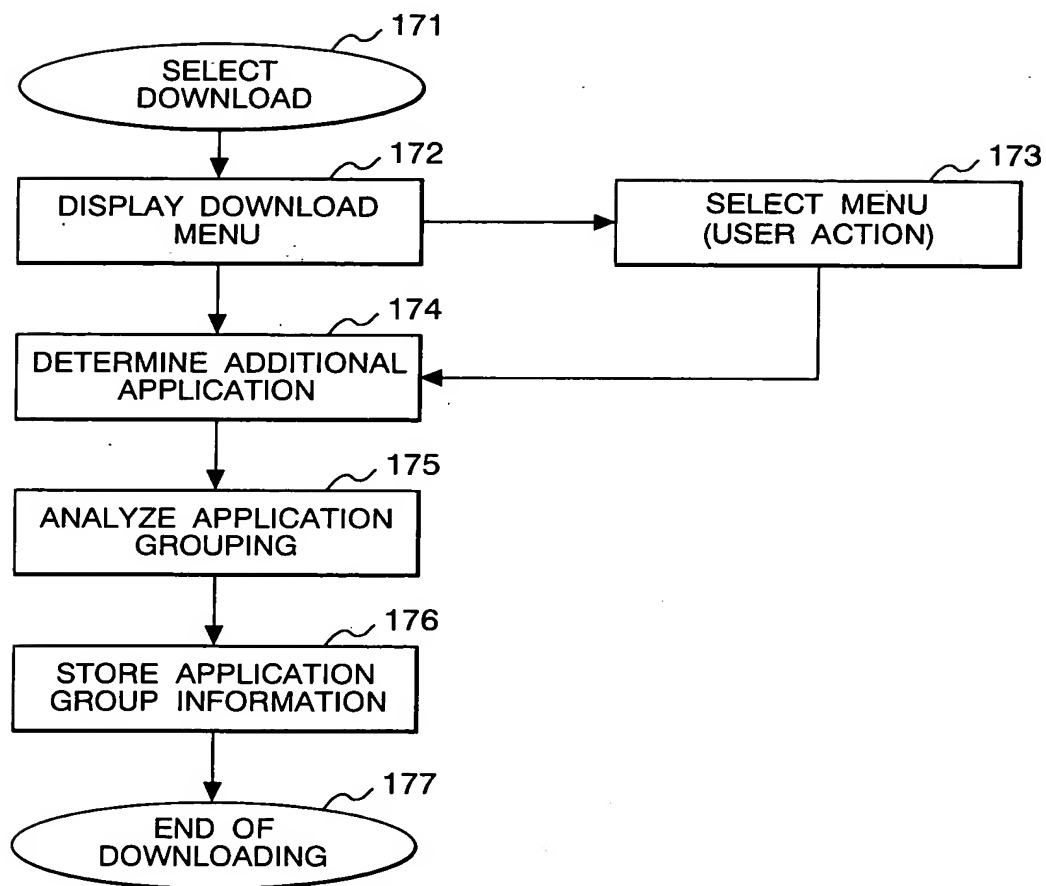 171
SELECT
DOWNLOAD
172
DISPLAY DOWNLOAD
MENU
173
SELECT MENU
(USER ACTION)
174
DETERMINE ADDITIONAL
APPLICATION
175
ANALYZE APPLICATION
GROUPING
176
STORE APPLICATION
GROUP INFORMATION
177
END OF
DOWNLOADING